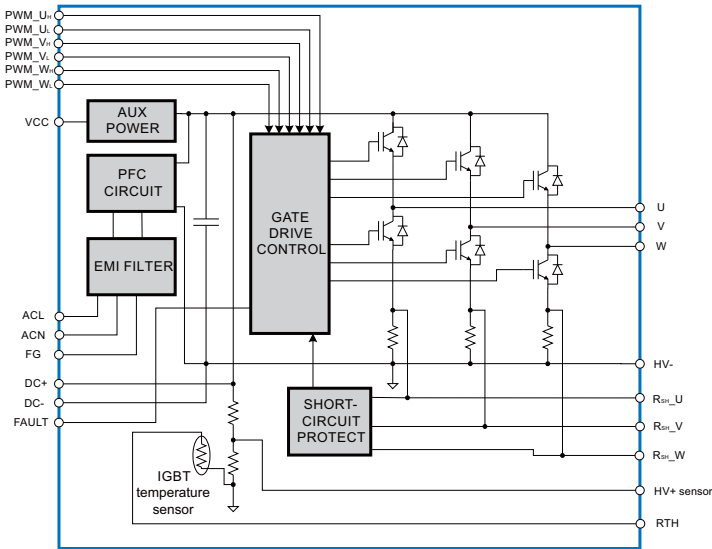 PWM_UH
PWM_UL
PWM_VH
PWM_VL
PWM_WH
PWM_WL
VCC
AUX
POWER
PFC
CIRCUIT
EMI FILTER
GATE
DRIVE
CONTROL
U
V
W
ACL
ACN
FG
DC+
DC-
FAULT
HV-
SHORT-
CIRCUIT
PROTECT
RSH_U
RSH_V
RSH_W
IGBT
temperature
sensor
HV+ sensor
RTH